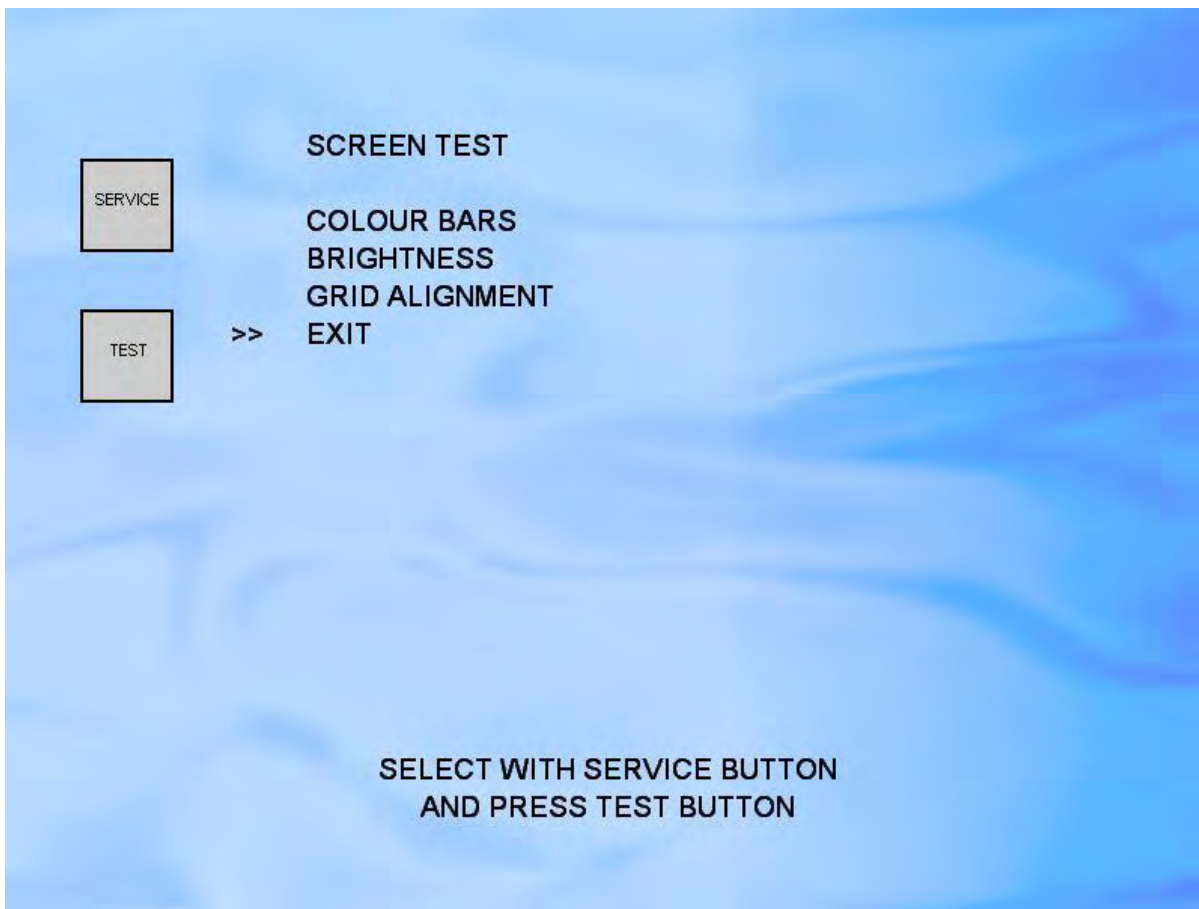 SCREEN TEST
SERVICE
COLOUR BARS
BRIGHTNESS
GRID ALIGNMENT
TEST
>> EXIT
SELECT WITH SERVICE BUTTON
AND PRESS TEST BUTTON